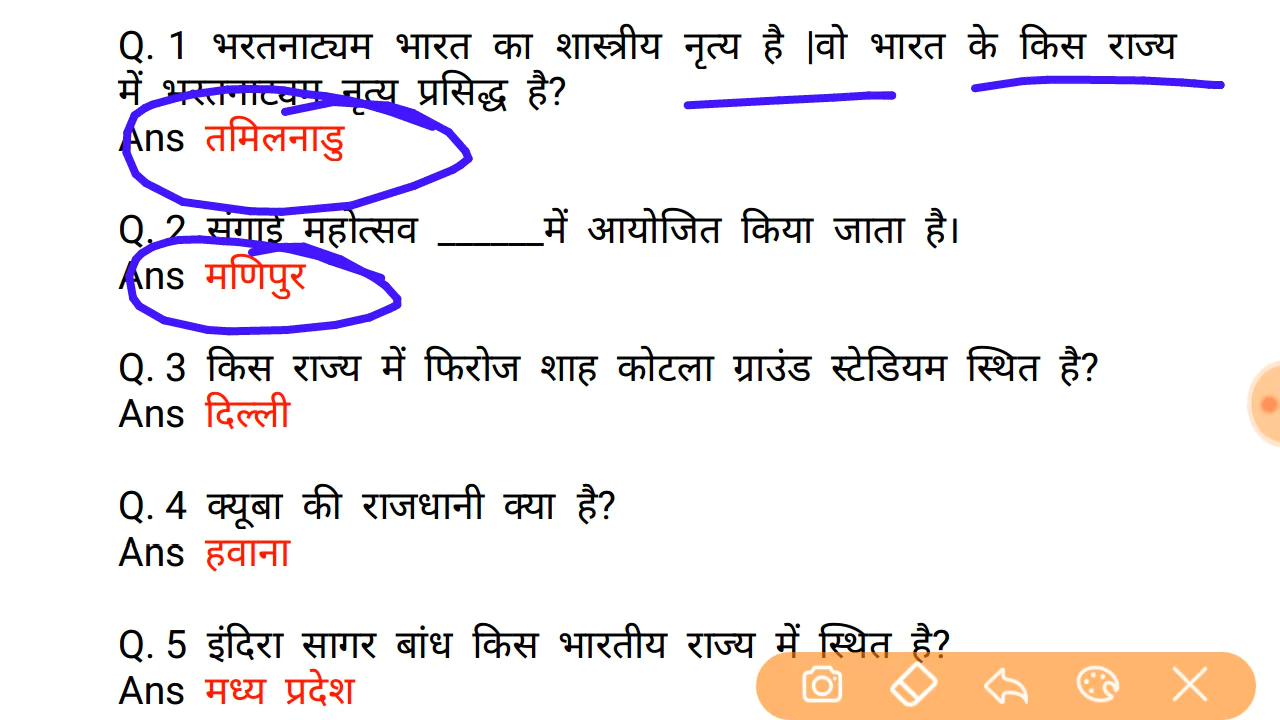 Q. 1 भरतनाट्यम भारत का शास्त्रीय नृत्य है |वो भारत के किस राज्य
में भरतनाट्यम नृत्य प्रसिद्ध है?
Ans तमिलनाडु
Q. 2 संगाई महोत्सव ______में आयोजित किया जाता है।
Ans मणिपुर
Q. 3 किस राज्य में फिरोज शाह कोटला ग्राउंड स्टेडियम स्थित है?
Ans दिल्ली
Q. 4 क्यूबा की राजधानी क्या है?
Ans हवाना
Q. 5 इंदिरा सागर बांध किस भारतीय राज्य में स्थित है?
Ans मध्य प्रदेश